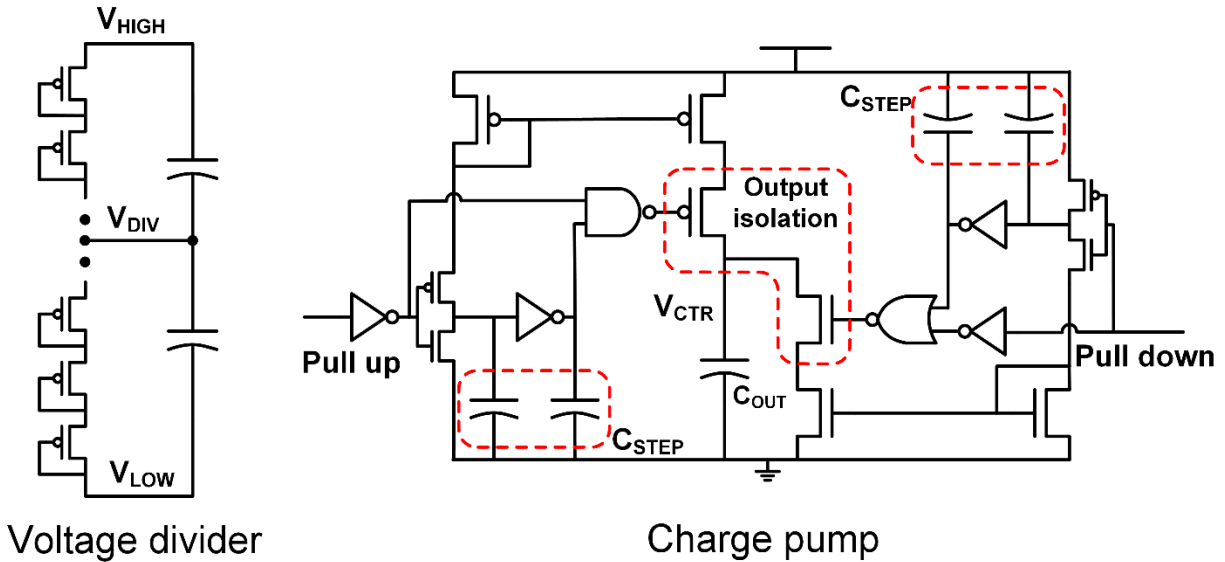 VHIGH
VDIV
VLOW
Voltage divider
CSTEP
Output
isolation
VCTR
Pull up
Pull down
COUT
CSTEP
Charge pump